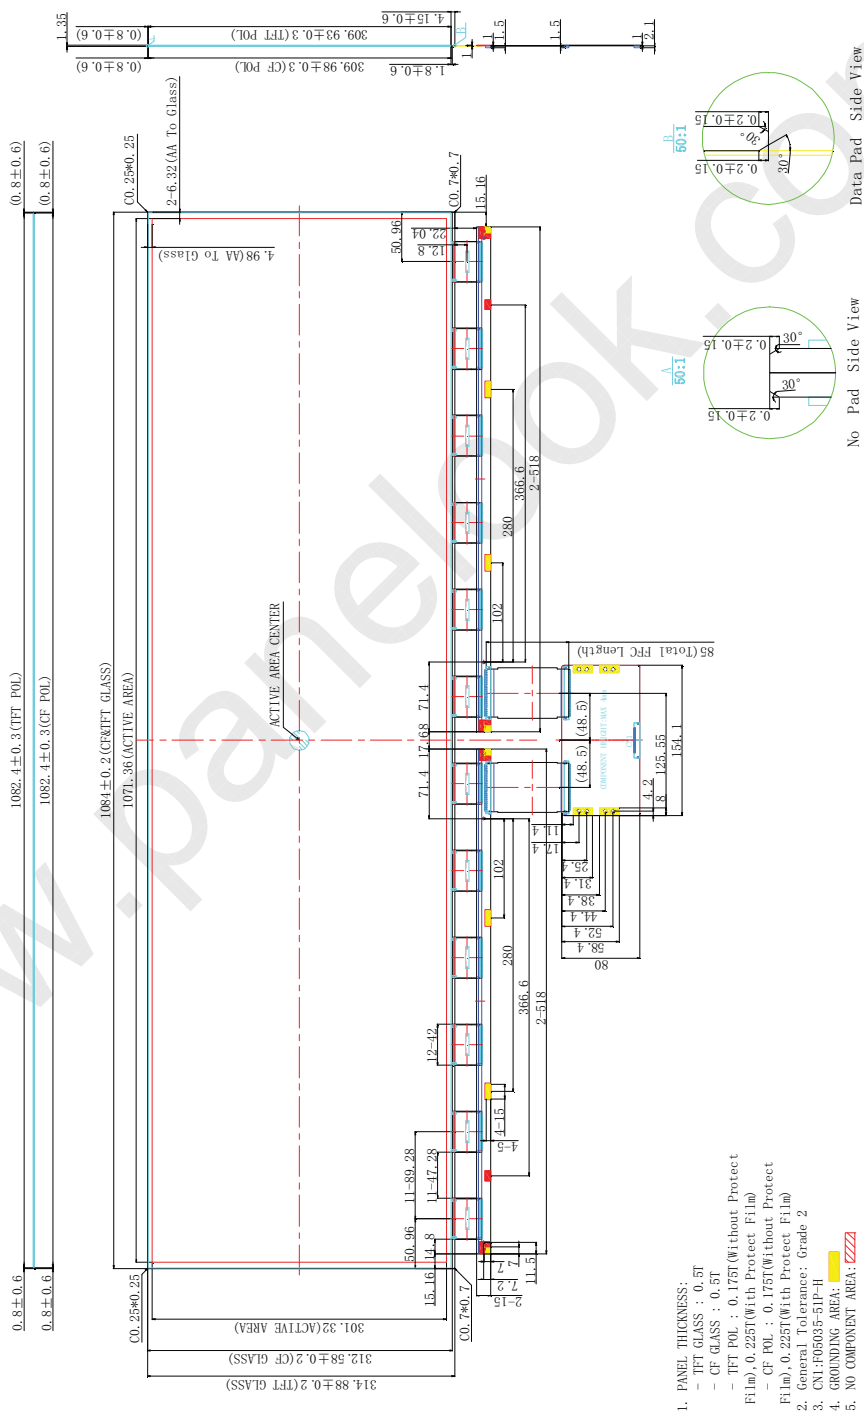 1.35
(0.8±0.6)
309.93±0.3(TFT POL)
4.15±0.6
B
1
1
1.5
1.5
1
2.1
(0.8±0.6)
309.98±0.3(CF POL)
1.8±0.6
(0.8±0.6)
(0.8±0.6)
C0.25*0.25
2-6.32(AA To Glass)
C0.7*0.7
15.16
4.98(AA To Glass)
50.96
22.04
12.8
1082.4±0.3(TFT POL)
1082.4±0.3(CF POL)
1084±0.2(CF&TFT GLASS)
1071.36(ACTIVE AREA)
ACTIVE AREA CENTER
366.6
2-518
280
102
85(Total FFC Length)
71.4
17.68
71.4
(48.5)
(48.5)
COMPONENT HEIGHT:MAX
125.55
154.1
4.2
8
11.4
17.4
25.4
31.4
38.4
44.4
52.4
58.4
80
102
280
366.6
2-518
12-42
4-15
4-5
11-89.28
11-47.28
50.96
14.8
15.16
7
7
7.2
11.5
2-15
0.8±0.6
0.8±0.6
C0.25*0.25
C0.7*0.7
301.32(ACTIVE AREA)
312.58±0.2(CF GLASS)
314.88±0.2(TFT GLASS)
B
50:1
0.2±0.15
0.2±0.15
30°
30°
Data Pad Side View
A
50:1
0.2±0.15
0.2±0.15
30°
30°
No Pad Side View
1. PANEL THICKNESS:
- TFT GLASS : 0.5T
- CF GLASS : 0.5T
- TFT POL : 0.175T(Without Protect
Film),0.225T(With Protect Film)
- CF POL : 0.175T(Without Protect
Film),0.225T(With Protect Film)
2. General Tolerance: Grade 2
3. CN1:F05035-51P-H
4. GROUNDING AREA:
5. NO COMPONENT AREA:
w.panelook.co